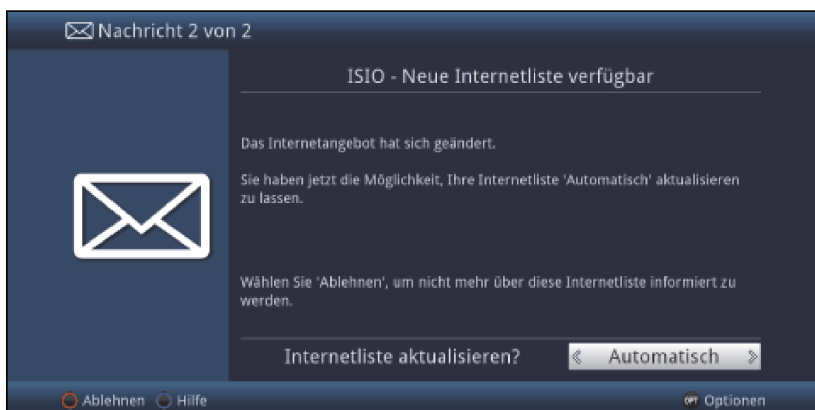 Nachricht 2 von 2
ISIO - Neue Internetliste verfügbar
Das Internetangebot hat sich geändert.
Sie haben jetzt die Möglichkeit, Ihre Internetliste 'Automatisch' aktualisieren
zu lassen.
Wählen Sie 'Ablehnen', um nicht mehr über diese Internetliste informiert zu
werden.
Internetliste aktualisieren? « Automatisch »
Ablehnen Hilfe OPT Optionen